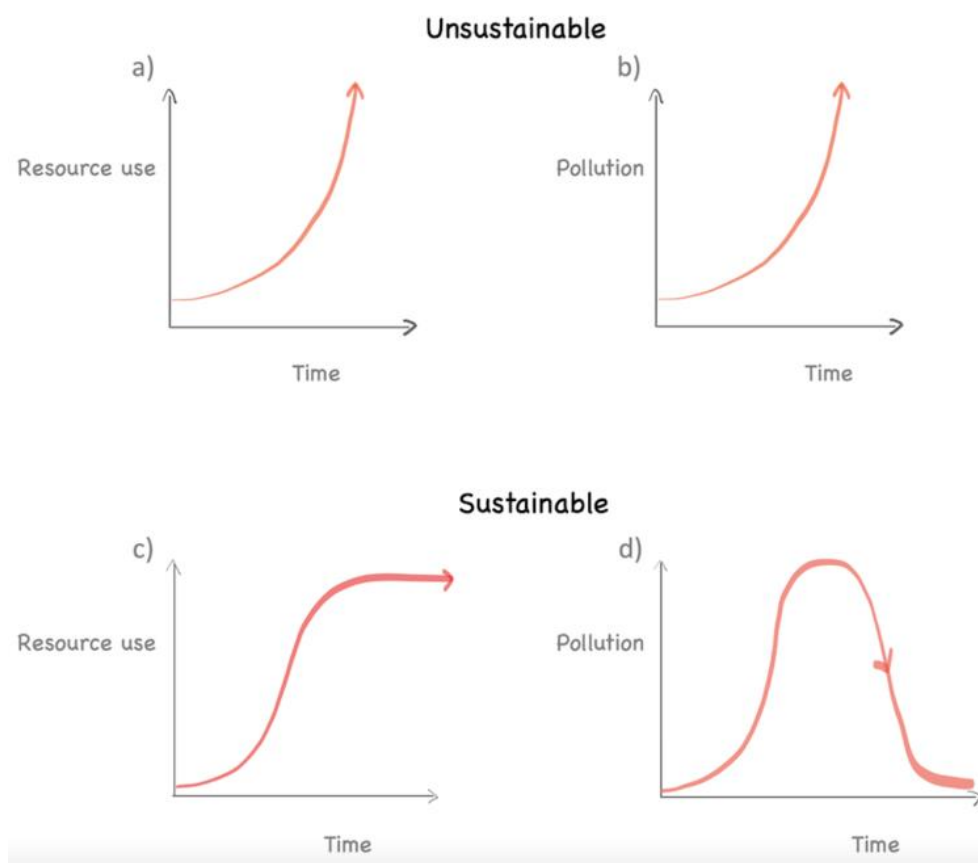 Unsustainable
a)
b)
Resource use
Pollution
Time
Time
Sustainable
c)
d)
Resource use
Pollution
Time
Time